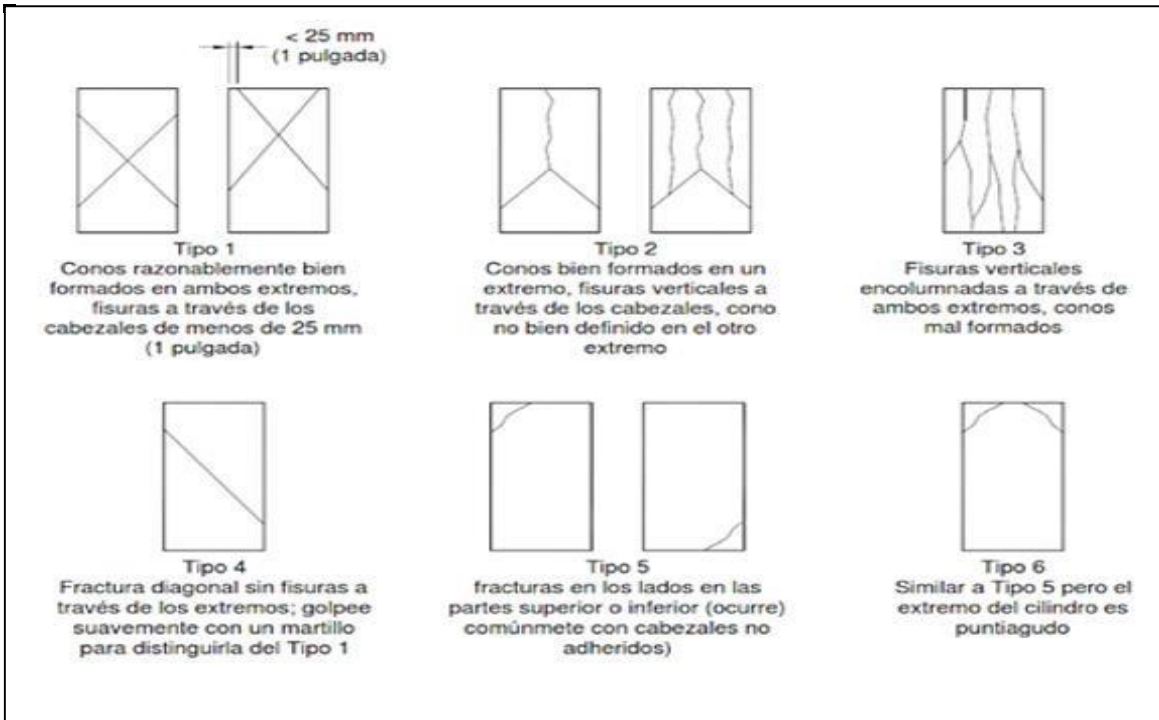 < 25 mm
(1 pulgada)
Tipo 1
Conos razonablemente bien
formados en ambos extremos,
fisuras a través de los
cabezales de menos de 25 mm
(1 pulgada)
Tipo 2
Conos bien formados en un
extremo, fisuras verticales a
través de los cabezales, cono
no bien definido en el otro
extremo
Tipo 3
Fisuras verticales
encolumnadas a través de
ambos extremos, conos
mal formados
Tipo 4
Fractura diagonal sin fisuras a
través de los extremos; golpee
suavemente con un martillo
para distinguirla del Tipo 1
Tipo 5
fracturas en los lados en las
partes superior o inferior (ocurre)
comúnmete con cabezales no
adheridos)
Tipo 6
Similar a Tipo 5 pero el
extremo del cilindro es
puntiagudo